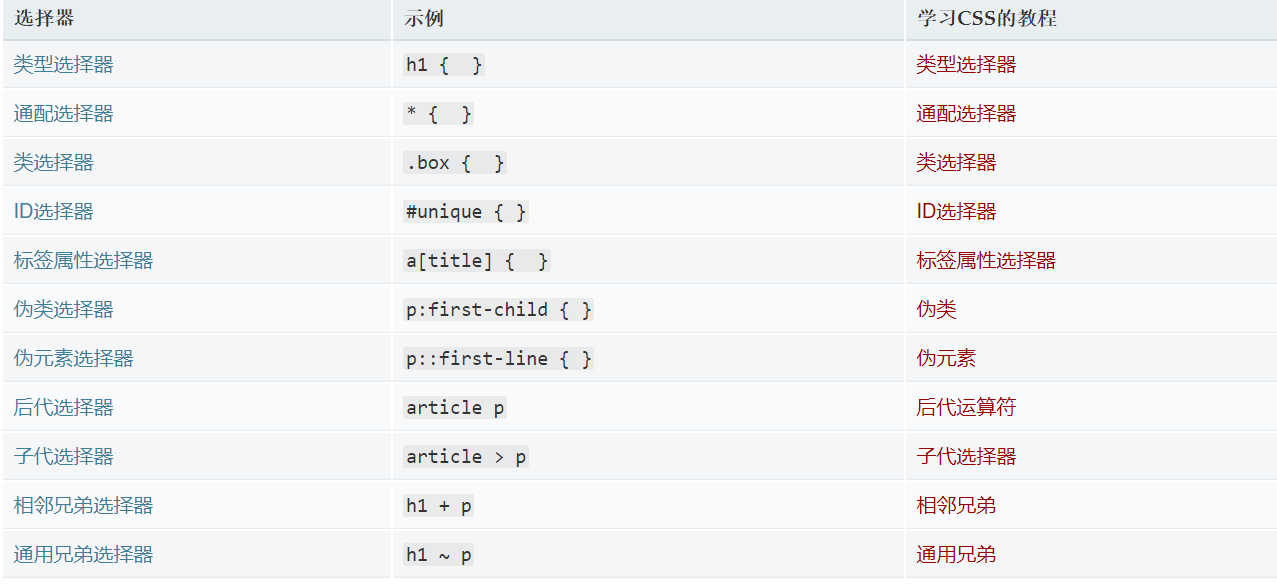 选择器 示例 学习CSS的教程
类型选择器 h1 {  } 类型选择器
通配选择器 * {  } 通配选择器
类选择器 .box {  } 类选择器
ID选择器 #unique { } ID选择器
标签属性选择器 a[title] {  } 标签属性选择器
伪类选择器 p:first-child { } 伪类
伪元素选择器 p::first-line { } 伪元素
后代选择器 article p 后代运算符
子代选择器 article > p 子代选择器
相邻兄弟选择器 h1 + p 相邻兄弟
通用兄弟选择器 h1 ~ p 通用兄弟